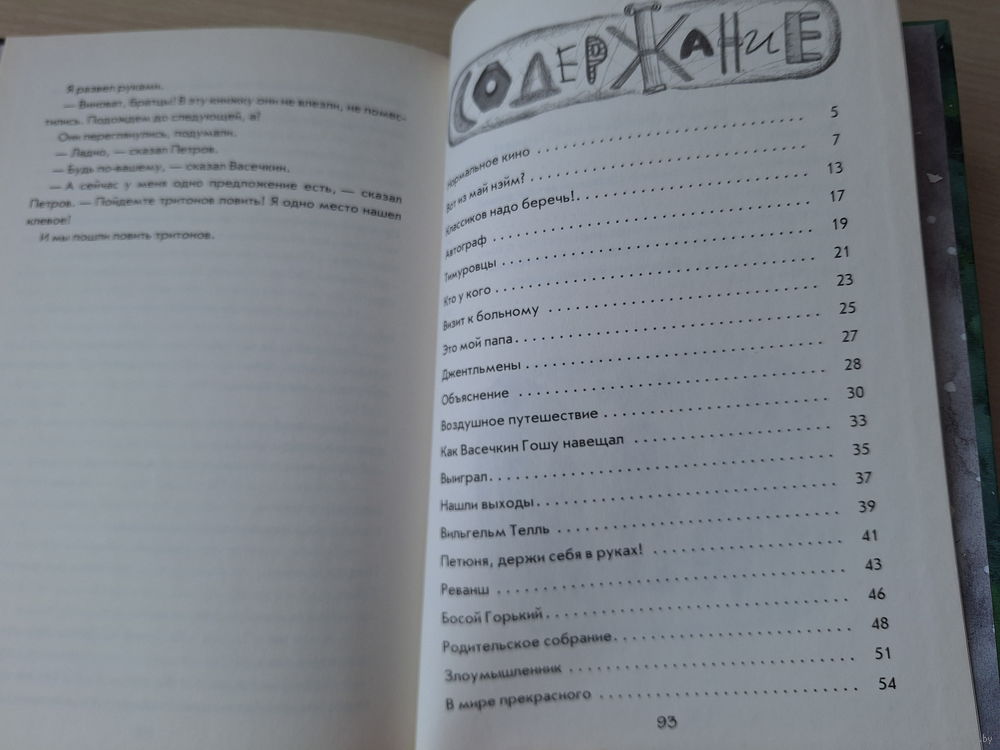 Я развел руками.
— Виноват, братцы! В эту книжку они не влезли, не помес-
тились. Подождем до следующей, а?
Они переглянулись, подумали.
— Ладно, — сказал Петров.
— Будь по-вашему, — сказал Васечкин.
— А сейчас у меня одно предложение есть, — сказал
Петров. — Пойдемте тритонов ловить! Я одно место нашел
клевое!
И мы пошли ловить тритонов.
СОДЕРЖАНИЕ
Нормальное кино . . . . . . . . . . 5
Вот из май нэйм? . . . . . . . . . . 7
Классиков надо беречь! . . . . . . . . . . 13
Автограф . . . . . . . . . . 17
Тимуровцы . . . . . . . . . . 19
Кто у кого . . . . . . . . . . 21
Визит к больному . . . . . . . . . . 23
Это мой папа . . . . . . . . . . 25
Джентльмены . . . . . . . . . . 27
Объяснение . . . . . . . . . . 28
Воздушное путешествие . . . . . . . . . . 30
Как Васечкин Гошу навещал . . . . . . . . . . 33
Выиграл . . . . . . . . . . 35
Нашли выходы . . . . . . . . . . 37
Вильгельм Телль . . . . . . . . . . 39
Петюня, держи себя в руках! . . . . . . . . . . 41
Реванш . . . . . . . . . . 43
Босой Горький . . . . . . . . . . 46
Родительское собрание . . . . . . . . . . 48
Злоумышленник . . . . . . . . . . 51
В мире прекрасного . . . . . . . . . . 54
93